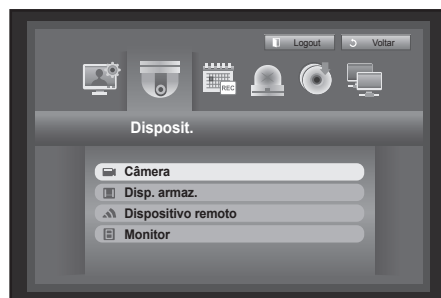 Logout Voltar
REC
Disposit.
Câmera
Disp. armaz.
Dispositivo remoto
Monitor